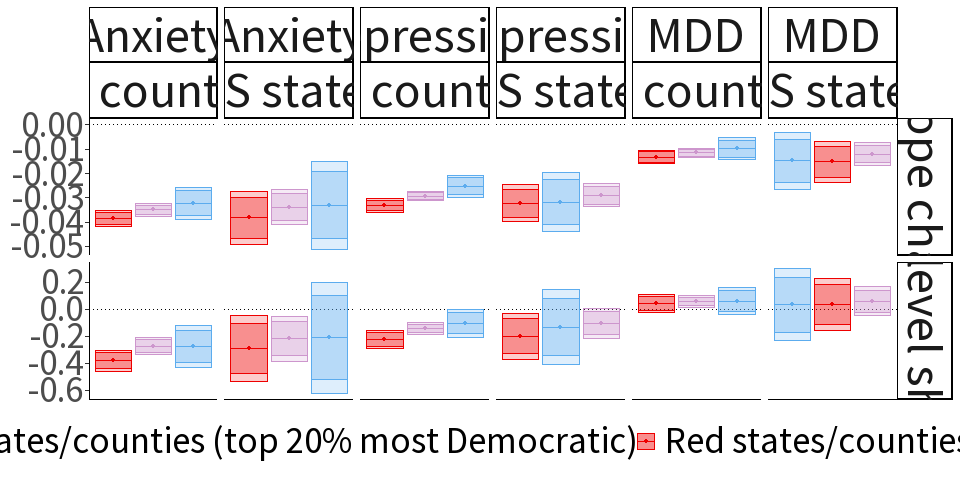 Anxiety Anxiety pressi pressi MDD MDD
count S state count S state count S state
0.00
-0.01
-0.02
-0.03
-0.04
-0.05
ope ch
0.2
0.0
-0.2
-0.4
-0.6
level sh
ates/counties (top 20% most Democratic) Red states/counties